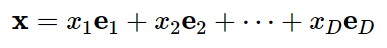 𝐱 = x₁𝐞₁ + x₂𝐞₂ + ⋯ + x_D𝐞_D